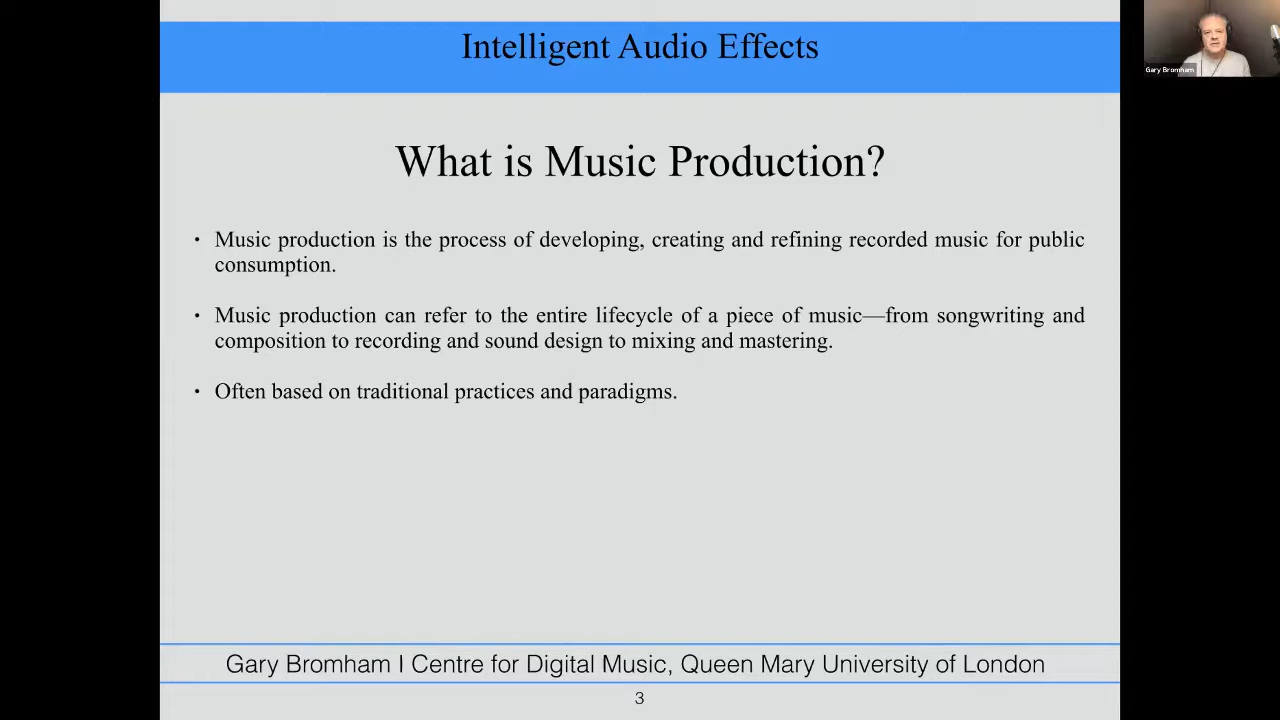 Intelligent Audio Effects
Gary Bromham
What is Music Production?
• Music production is the process of developing, creating and refining recorded music for public
consumption.
• Music production can refer to the entire lifecycle of a piece of music—from songwriting and
composition to recording and sound design to mixing and mastering.
• Often based on traditional practices and paradigms.
Gary Bromham I Centre for Digital Music, Queen Mary University of London
3